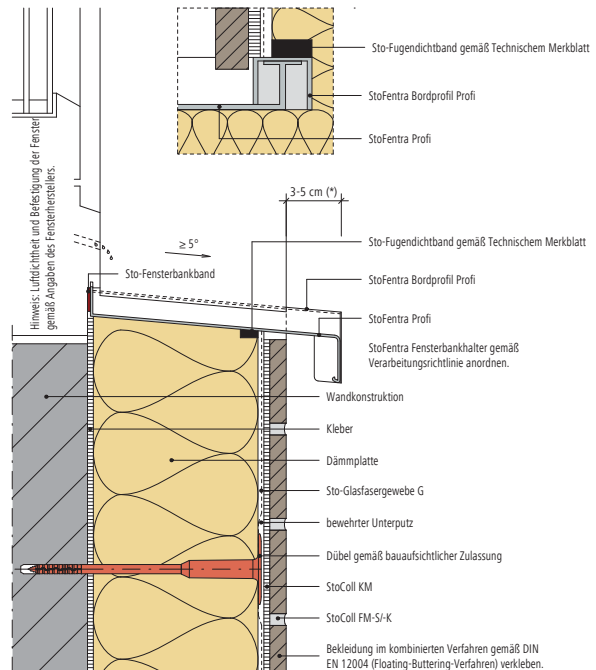 Sto-Fugendichtband gemäß Technischem Merkblatt
StoFentra Bordprofil Profi
StoFentra Profi
Hinweis: Luftdichtheit und Befestigung der Fenster
gemäß Angaben des Fensterherstellers.
3-5 cm (*)
≥ 5°
Sto-Fugendichtband gemäß Technischem Merkblatt
Sto-Fensterbankband
StoFentra Bordprofil Profi
StoFentra Profi
StoFentra Fensterbankhalter gemäß
Verarbeitungsrichtlinie anordnen.
Wandkonstruktion
Kleber
Dämmplatte
Sto-Glasfasergewebe G
bewehrter Unterputz
Dübel gemäß bauaufsichtlicher Zulassung
StoColl KM
StoColl FM-S/-K
Bekleidung im kombinierten Verfahren gemäß DIN
EN 12004 (Floating-Buttering-Verfahren) verkleben.